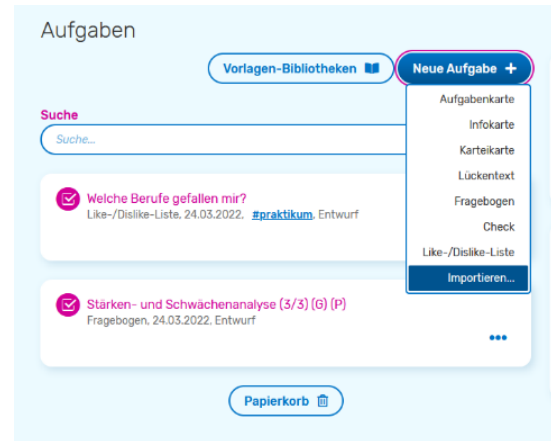 Aufgaben
Vorlagen-Bibliotheken
Neue Aufgabe +
Aufgabenkarte
Infokarte
Karteikarte
Lückentext
Fragebogen
Check
Like-/Dislike-Liste
Importieren...
Suche
Suche...
Welche Berufe gefallen mir?
Like-/Dislike-Liste, 24.03.2022, #praktikum, Entwurf
Stärken- und Schwächenanalyse (3/3) (G) (P)
Fragebogen, 24.03.2022, Entwurf
Papierkorb